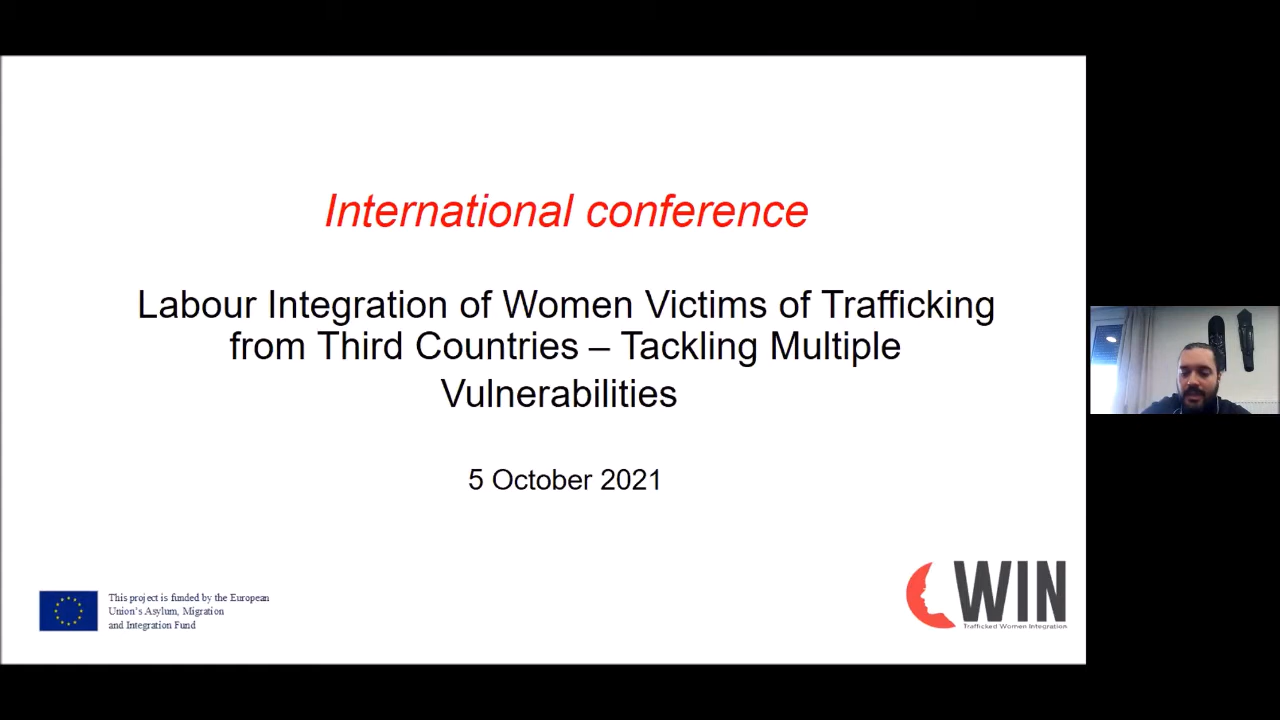 International conference
Labour Integration of Women Victims of Trafficking
from Third Countries – Tackling Multiple
Vulnerabilities
5 October 2021
This project is funded by the European
Union's Asylum, Migration
and Integration Fund
WIN
Trafficked Women Integration